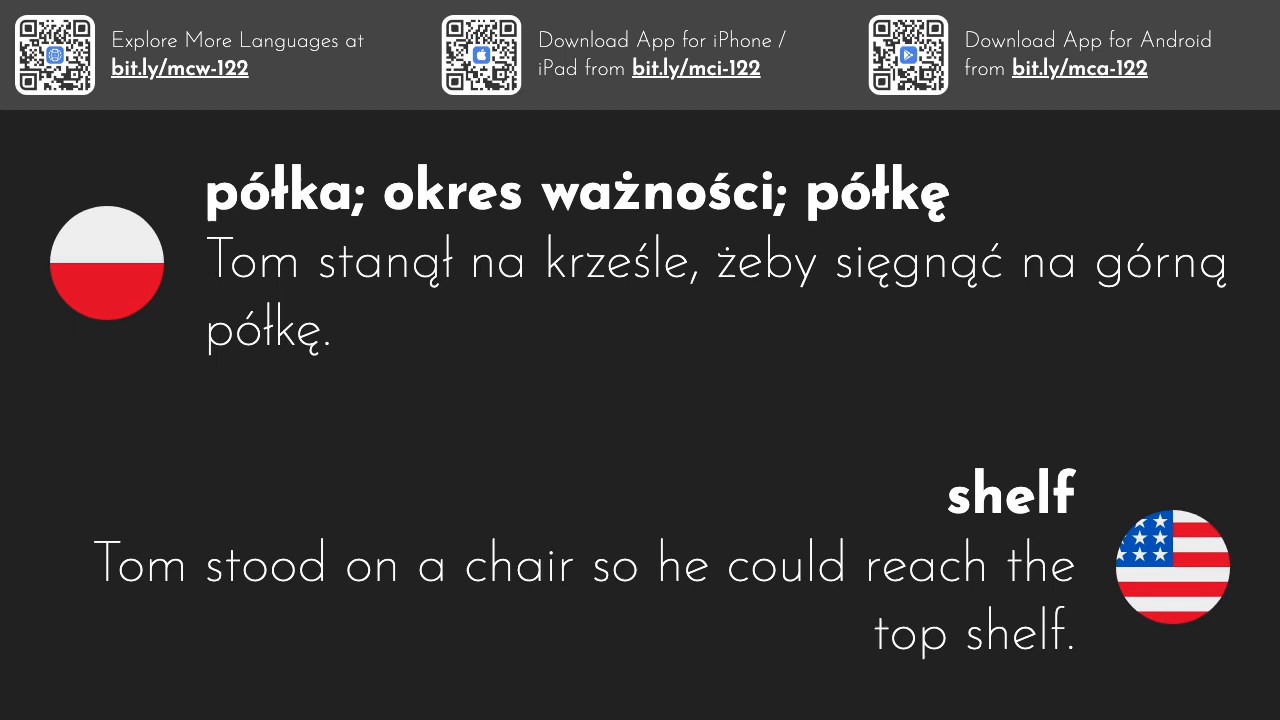 Explore More Languages at
bit.ly/mcw-122
Download App for iPhone /
iPad from bit.ly/mci-122
Download App for Android
from bit.ly/mca-122
półka; okres ważności; półkę
Tom stanął na krześle, żeby sięgnąć na górną
półkę.
shelf
Tom stood on a chair so he could reach the
top shelf.